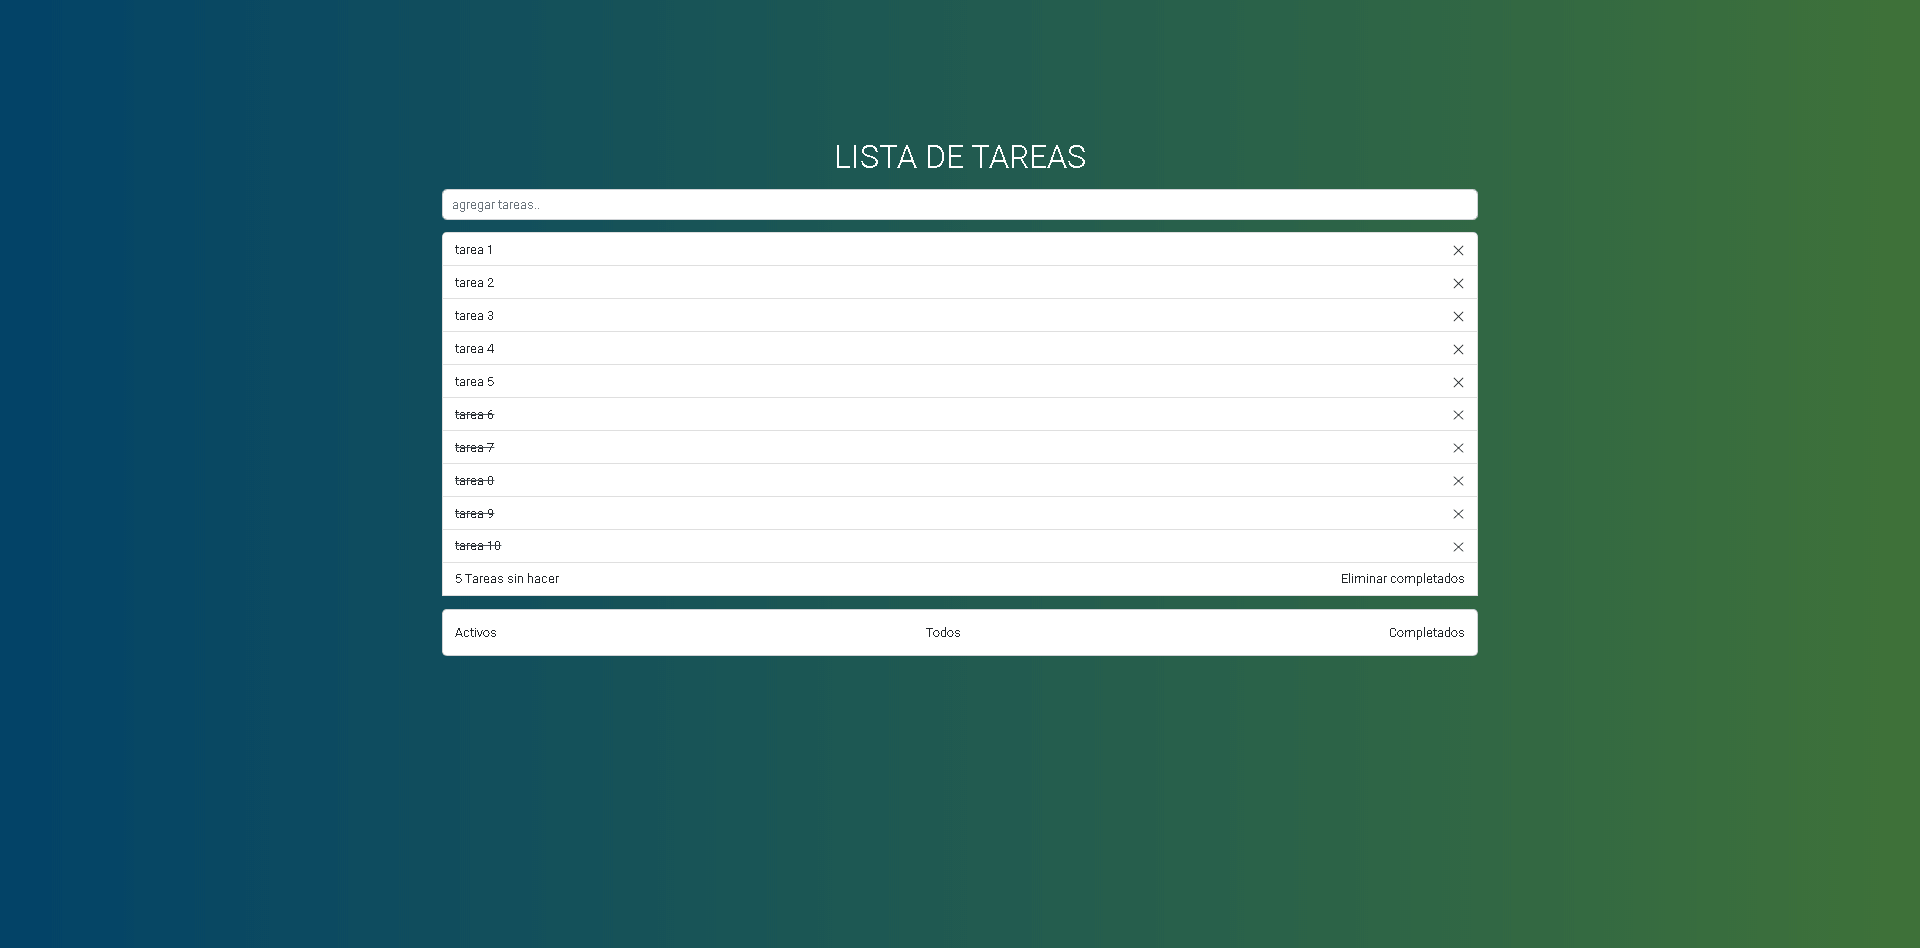 LISTA DE TAREAS
agregar tareas..
tarea 1
tarea 2
tarea 3
tarea 4
tarea 5
tarea 6
tarea 7
tarea 8
tarea 9
tarea 10
5 Tareas sin hacer Eliminar completados
Activos Todos Completados